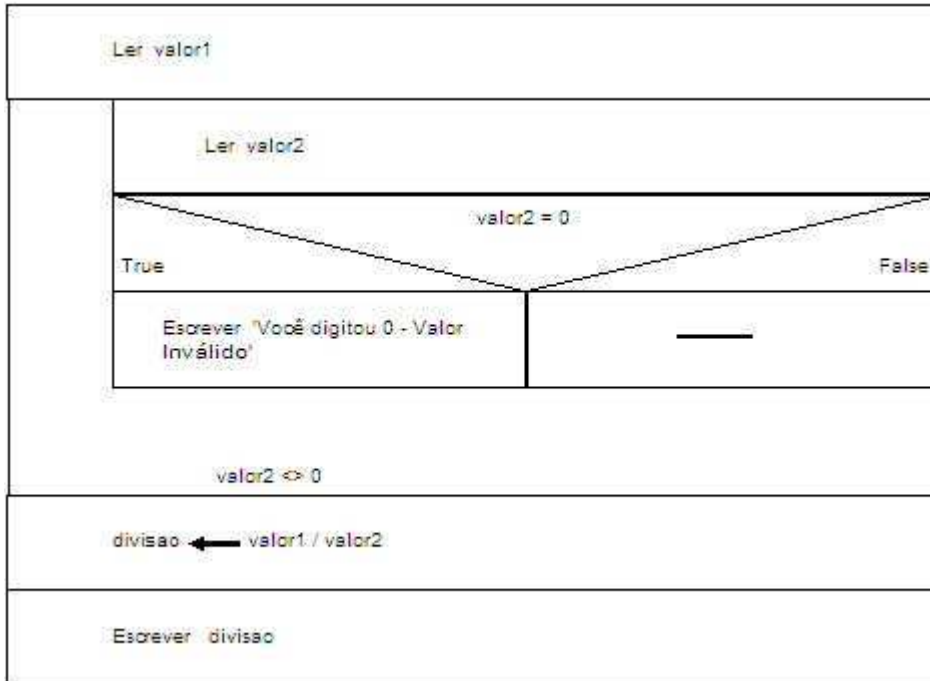 Ler valor1
Ler valor2
valor2 = 0
True
False
Escrever 'Você digitou 0 - Valor
Inválido'
valor2 <> 0
divisao valor1 / valor2
Escrever divisao